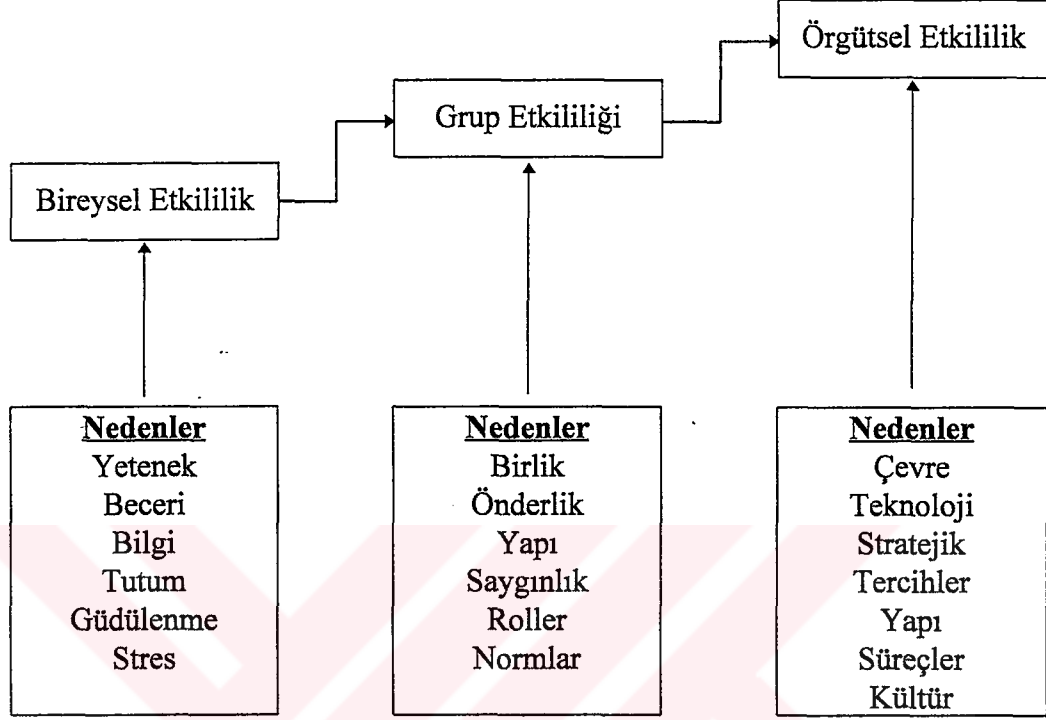 Örgütsel Etkililik
Grup Etkililiği
Bireysel Etkililik
Nedenler
Yetenek
Beceri
Bilgi
Tutum
Güdülenme
Stres
Nedenler
Birlik
Önderlik
Yapı
Saygınlık
Roller
Normlar
Nedenler
Çevre
Teknoloji
Stratejik
Tercihler
Yapı
Süreçler
Kültür